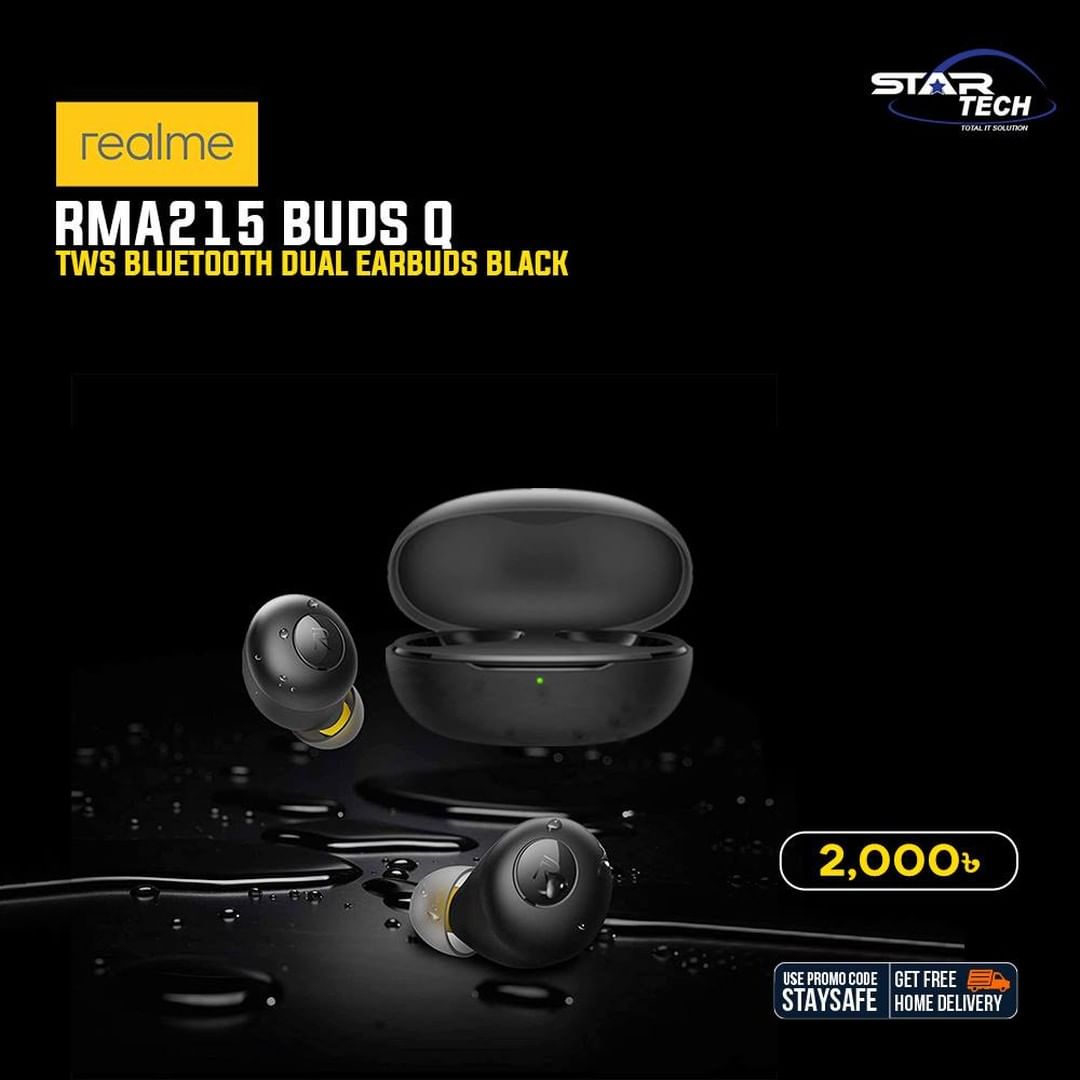 STAR
TECH
TOTAL IT SOLUTION
realme
RMA215 BUDS Q
TWS BLUETOOTH DUAL EARBUDS BLACK
R
R
2,000৳
USE PROMO CODE
STAYSAFE
GET FREE
HOME DELIVERY